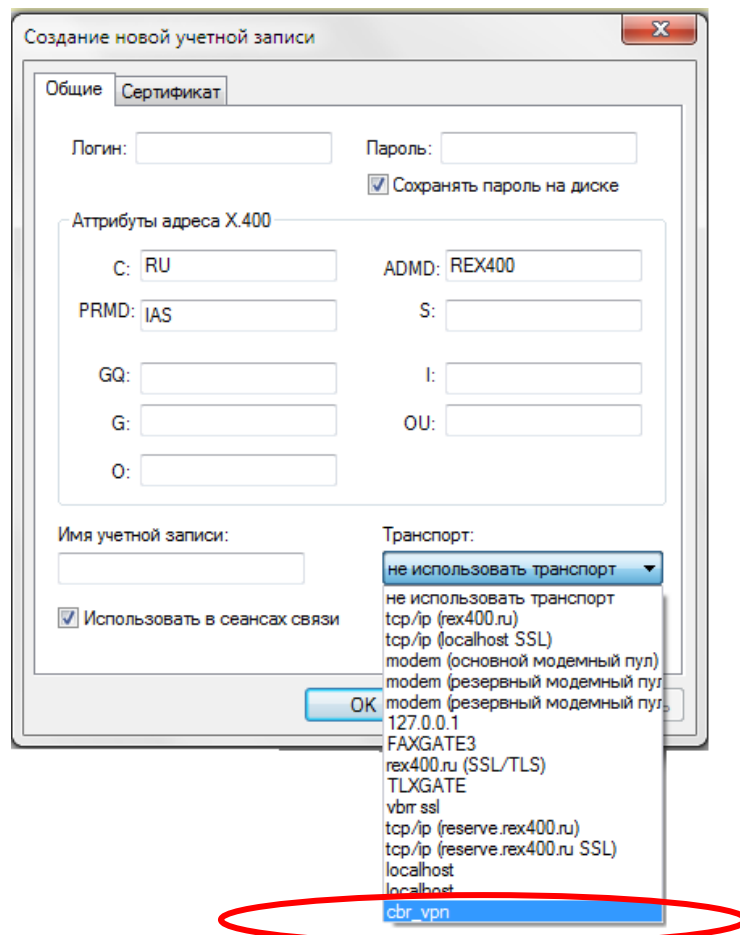 Создание новой учетной записи
Общие Сертификат
Логин: Пароль:
Сохранять пароль на диске
Аттрибуты адреса X.400
C: RU ADMD: REX400
PRMD: IAS S:
GQ: I:
G: OU:
O:
Имя учетной записи: Транспорт:
не использовать транспорт
Использовать в сеансах связи
не использовать транспорт
tcp/ip (rex400.ru)
tcp/ip (localhost SSL)
modem (основной модемный пул)
modem (резервный модемный пул
modem (резервный модемный пул
OK
127.0.0.1
FAXGATE3
rex400.ru (SSL/TLS)
TLXGATE
vbrr ssl
tcp/ip (reserve.rex400.ru)
tcp/ip (reserve.rex400.ru SSL)
localhost
localhost
cbr_vpn